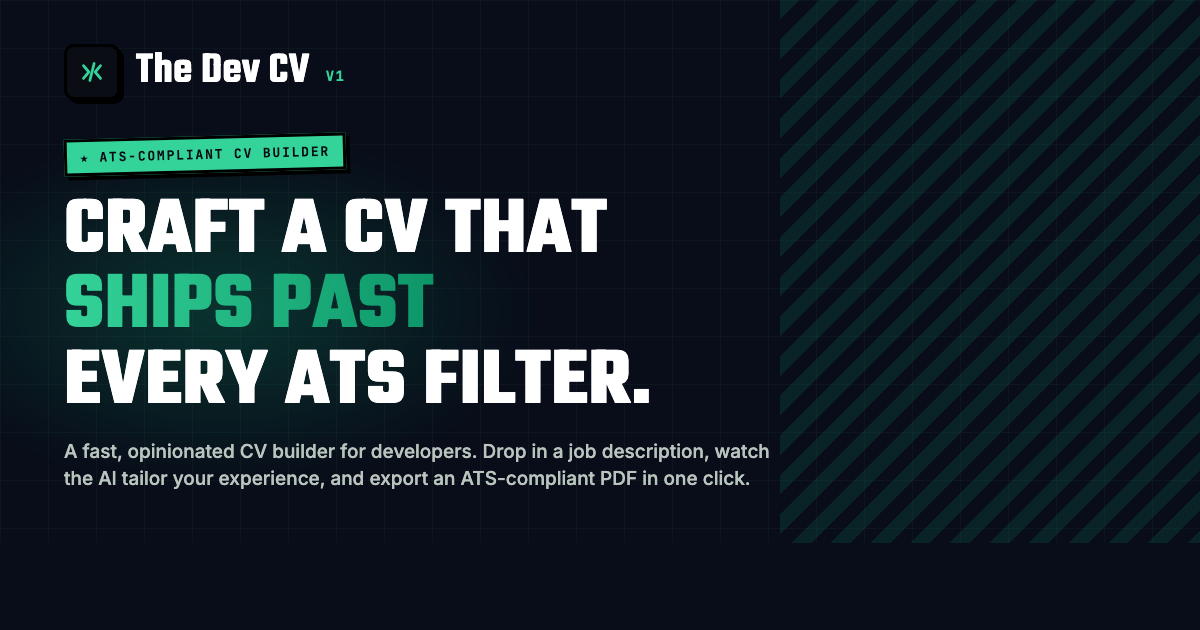 The Dev CV V1
★ ATS-COMPLIANT CV BUILDER
CRAFT A CV THAT
SHIPS PAST
EVERY ATS FILTER.
A fast, opinionated CV builder for developers. Drop in a job description, watch
the AI tailor your experience, and export an ATS-compliant PDF in one click.